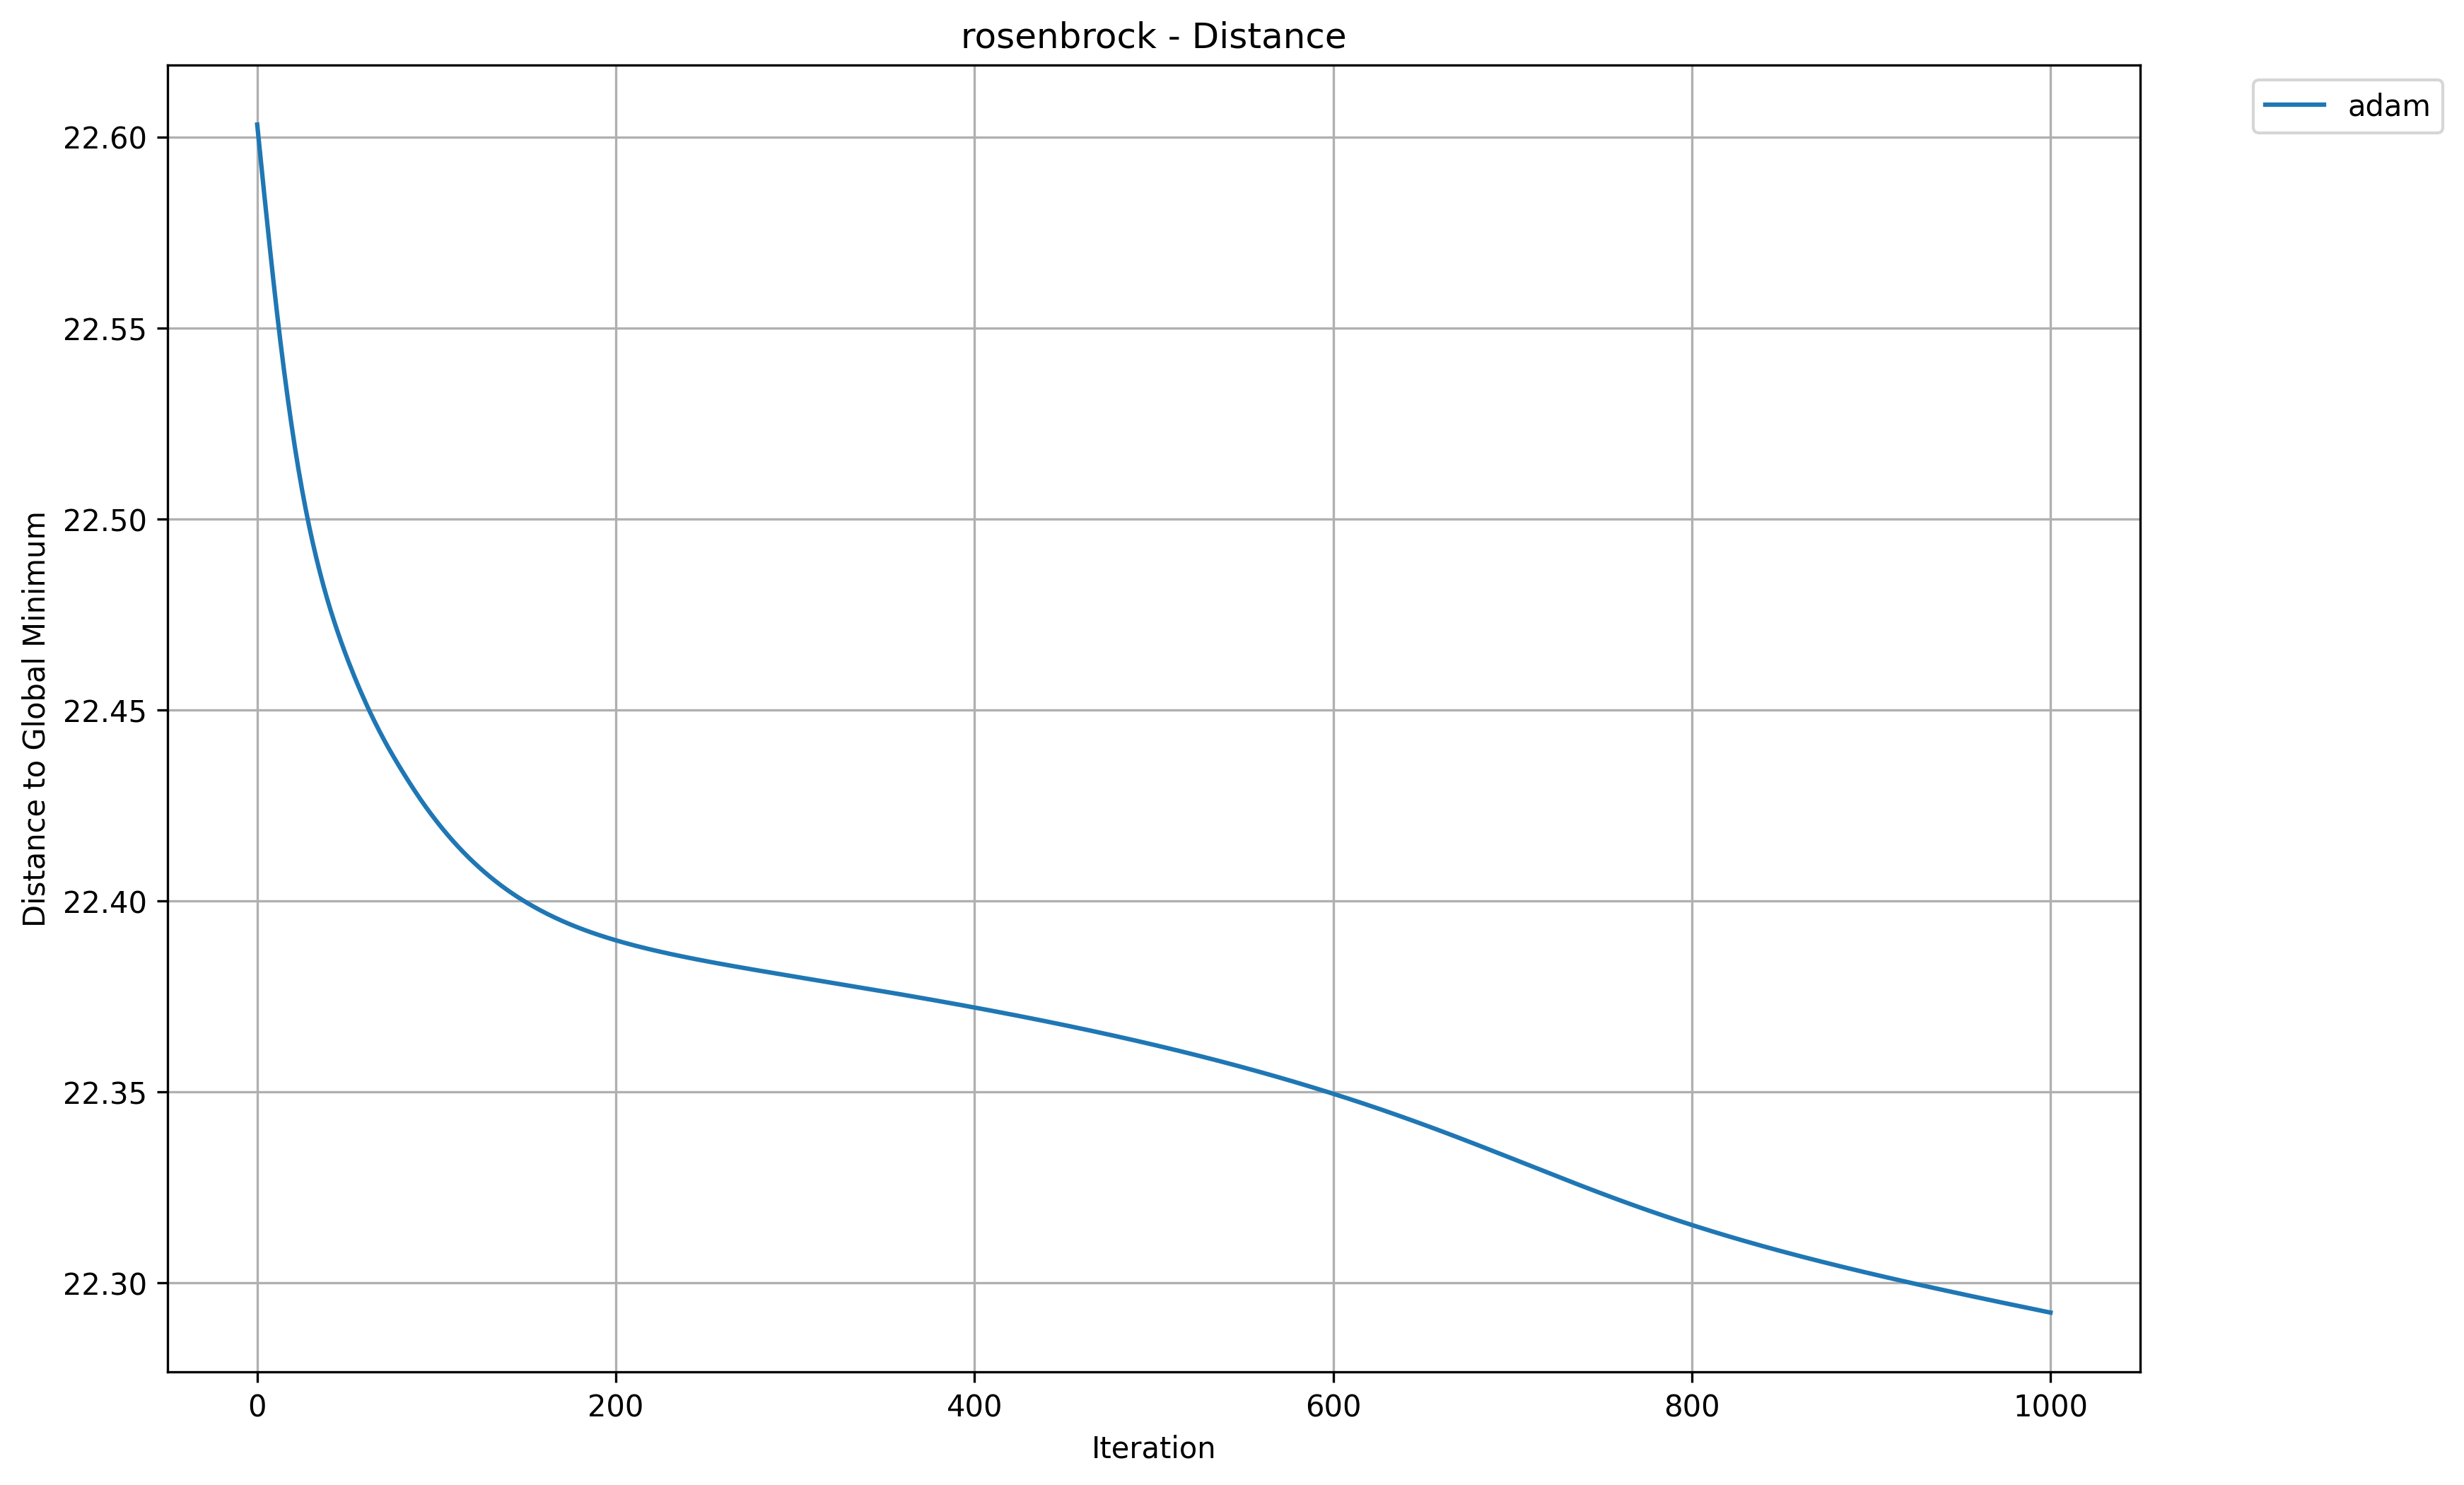 rosenbrock - Distance
adam
Distance to Global Minimum
22.60
22.55
22.50
22.45
22.40
22.35
22.30
0 200 400 600 800 1000
Iteration